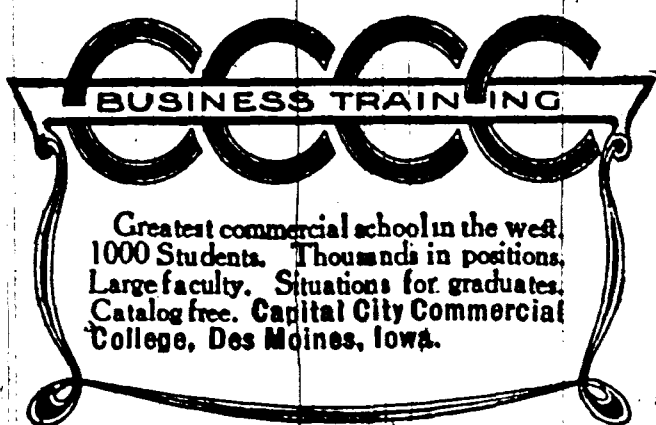 CCCC
BUSINESS TRAINING
Greatest commercial school in the west.
1000 Students. Thousands in positions.
Large faculty. Situations for graduates.
Catalog free. Capital City Commercial
College, Des Moines, Iowa.